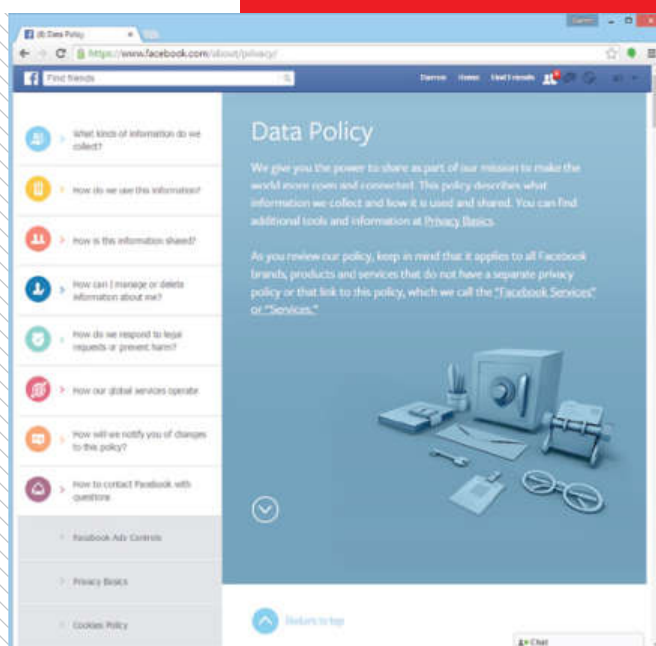 (6) Data Policy
https://www.facebook.com/about/privacy/
Find friends
Darren Home Find Friends
What kinds of information do we
collect?
How do we use this information?
How is this information shared?
How can I manage or delete
information about me?
How do we respond to legal
requests or prevent harm?
How our global services operate
How will we notify you of changes
to this policy?
How to contact Facebook with
questions
Facebook Ads Controls
Privacy Basics
Cookies Policy
Data Policy
We give you the power to share as part of our mission to make the
world more open and connected. This policy describes what
information we collect and how it is used and shared. You can find
additional tools and information at Privacy Basics.
As you review our policy, keep in mind that it applies to all Facebook
brands, products and services that do not have a separate privacy
policy or that link to this policy, which we call the "Facebook Services"
or "Services."
Return to top
Chat